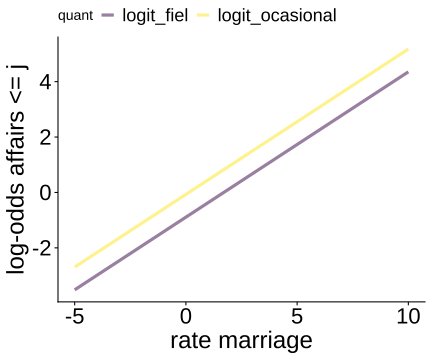 quant logit_fiel logit_ocasional
log-odds affairs <= j
4
2
0
-2
-5 0 5 10
rate marriage